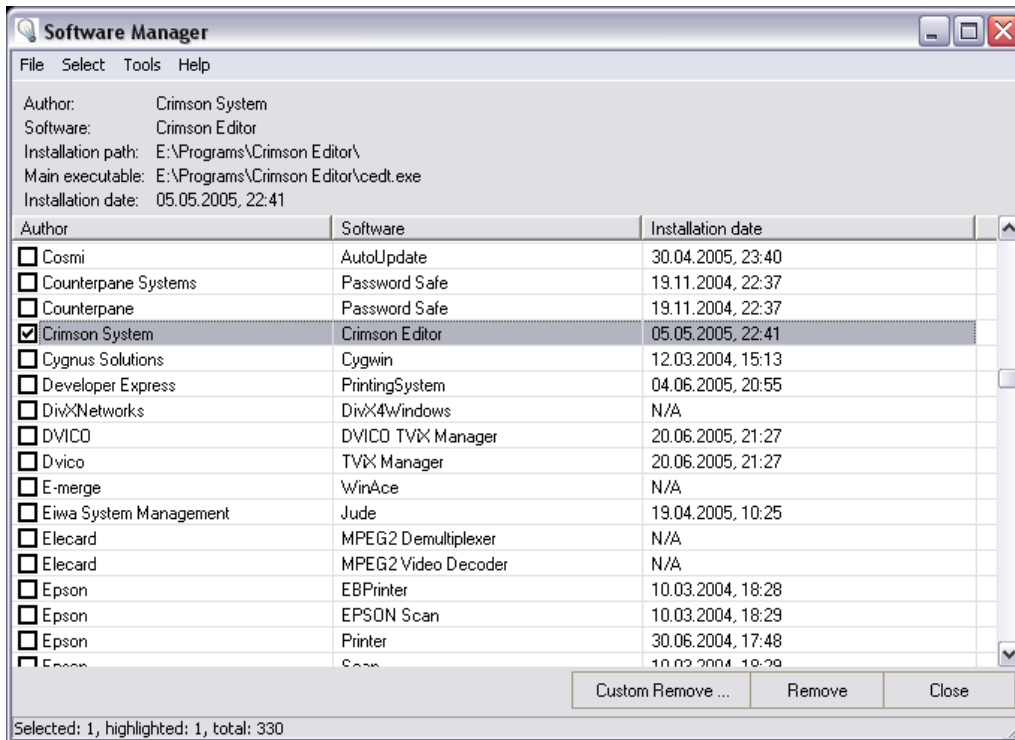 Software Manager
File Select Tools Help
Author: Crimson System
Software: Crimson Editor
Installation path: E:\Programs\Crimson Editor\
Main executable: E:\Programs\Crimson Editor\cedt.exe
Installation date: 05.05.2005, 22:41
Author Software Installation date
Cosmi AutoUpdate 30.04.2005, 23:40
Counterpane Systems Password Safe 19.11.2004, 22:37
Counterpane Password Safe 19.11.2004, 22:37
Crimson System Crimson Editor 05.05.2005, 22:41
Cygnus Solutions Cygwin 12.03.2004, 15:13
Developer Express PrintingSystem 04.06.2005, 20:55
DivXNetworks DivX4Windows N/A
DVICO DVICO TViX Manager 20.06.2005, 21:27
Dvico TViX Manager 20.06.2005, 21:27
E-merge WinAce N/A
Eiwa System Management Jude 19.04.2005, 10:25
Elecard MPEG2 Demultiplexer N/A
Elecard MPEG2 Video Decoder N/A
Epson EBPrinter 10.03.2004, 18:28
Epson EPSON Scan 10.03.2004, 18:29
Epson Printer 30.06.2004, 17:48
Epson Scan 10.03.2004, 18:29
Custom Remove ... Remove Close
Selected: 1, highlighted: 1, total: 330